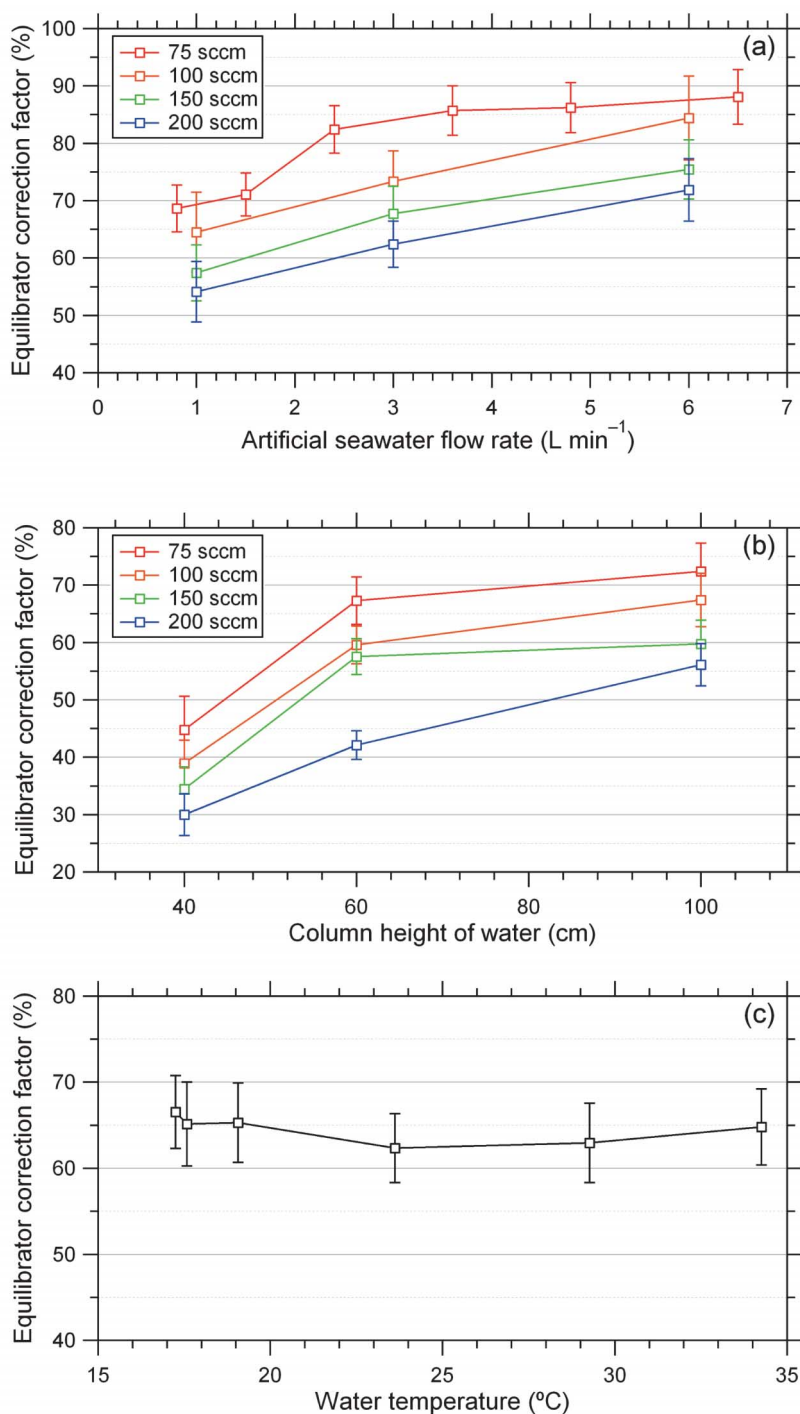 (a)
75 sccm
100 sccm
150 sccm
200 sccm
Equilibrator correction factor (%)
100
90
80
70
60
50
40
0 1 2 3 4 5 6 7
Artificial seawater flow rate (L min⁻¹)
(b)
75 sccm
100 sccm
150 sccm
200 sccm
Equilibrator correction factor (%)
80
70
60
50
40
30
20
40 60 80 100
Column height of water (cm)
(c)
Equilibrator correction factor (%)
80
70
60
50
40
15 20 25 30 35
Water temperature (ºC)